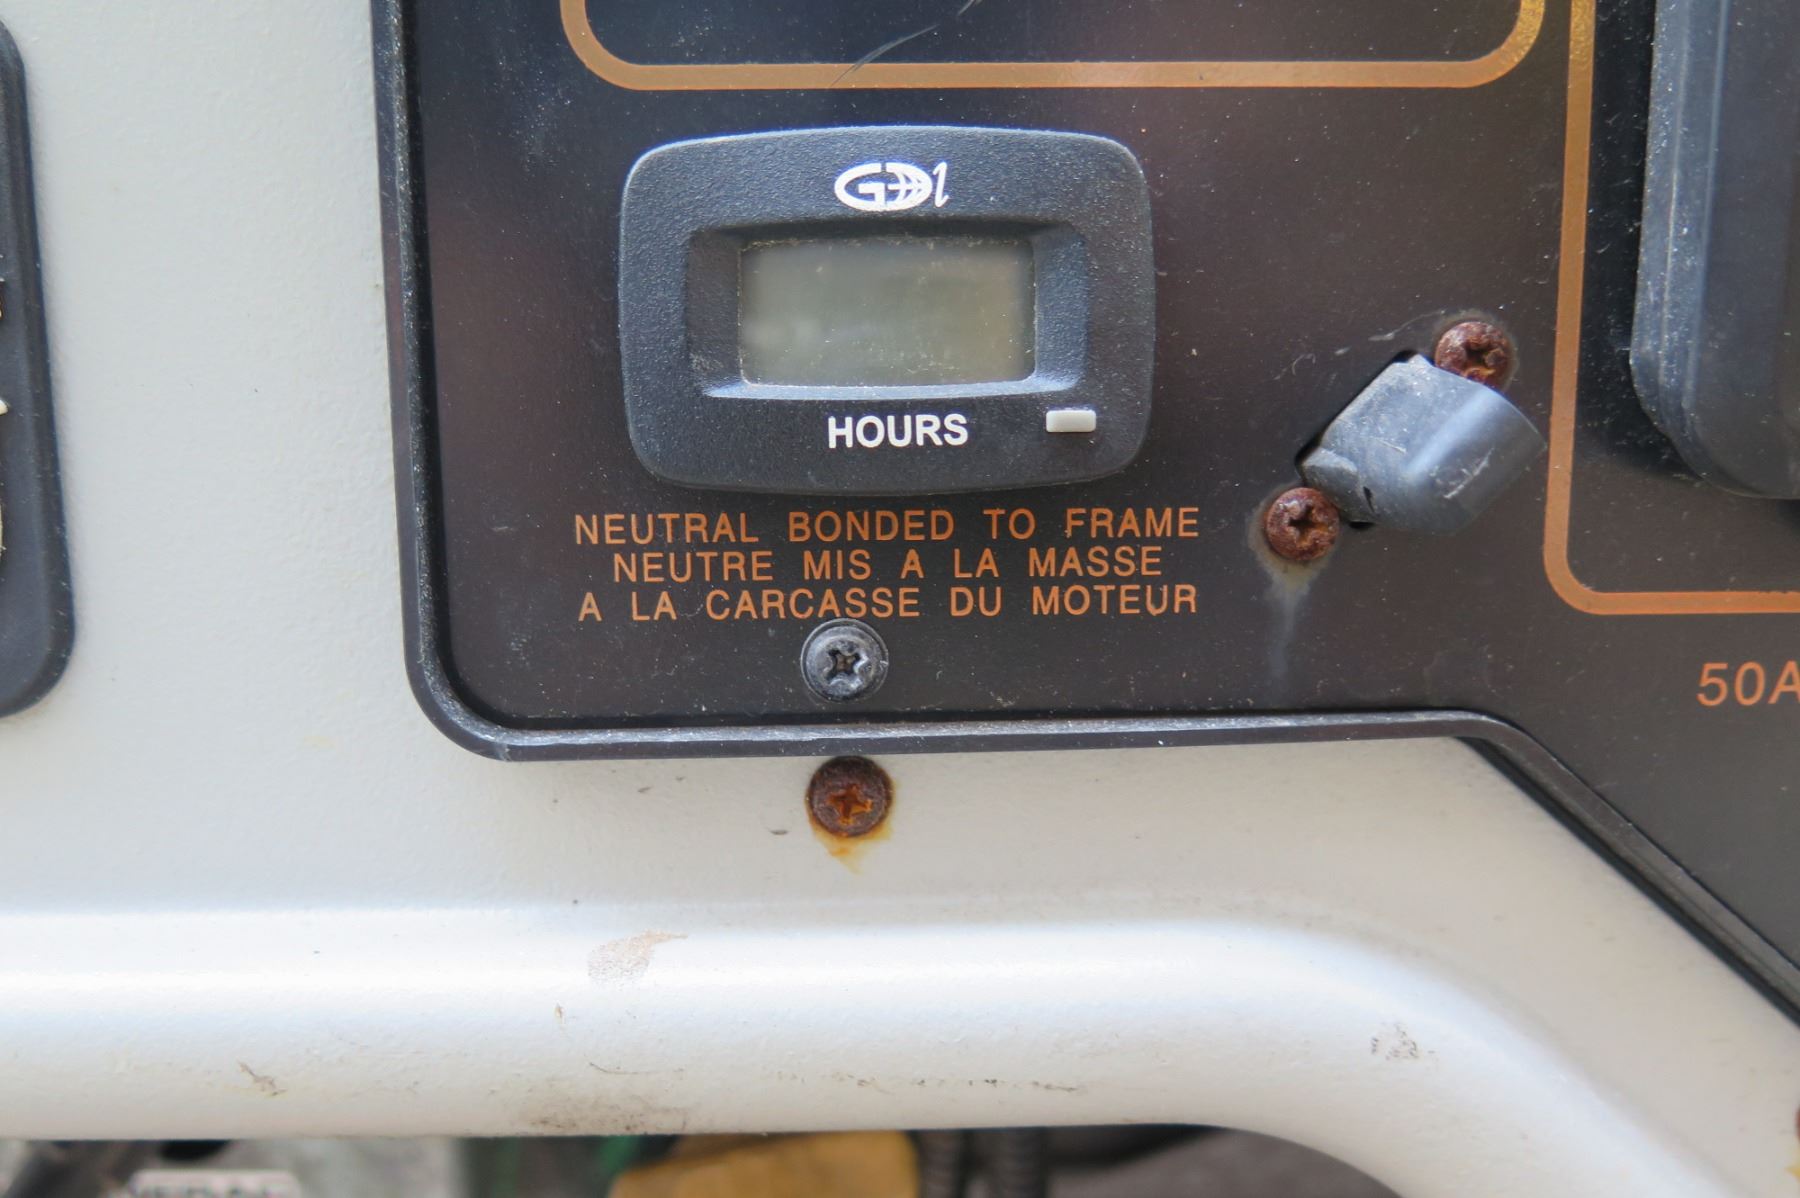 GDI
HOURS
NEUTRAL BONDED TO FRAME
NEUTRE MIS A LA MASSE
A LA CARCASSE DU MOTEUR
50A